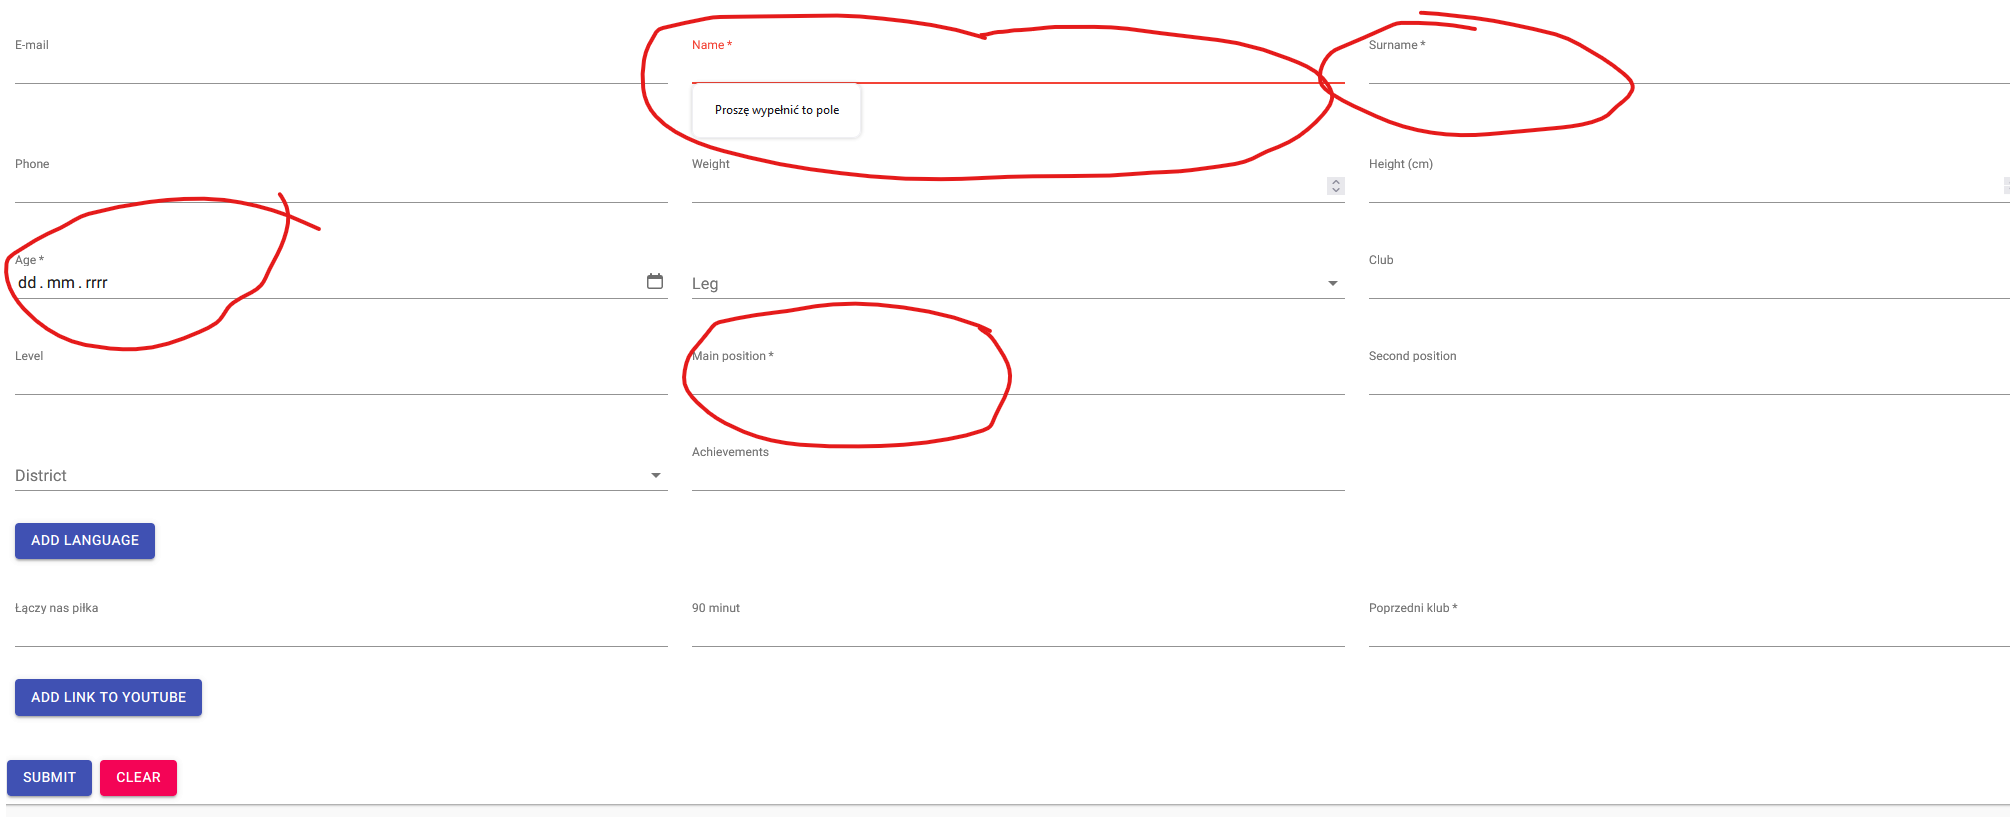 E-mail
Name *
Surname *
Proszę wypełnić to pole
Phone
Weight
Height (cm)
Age *
dd . mm . rrrr
Leg
Club
Level
Main position *
Second position
District
Achievements
ADD LANGUAGE
Łączy nas piłka
90 minut
Poprzedni klub *
ADD LINK TO YOUTUBE
SUBMIT
CLEAR